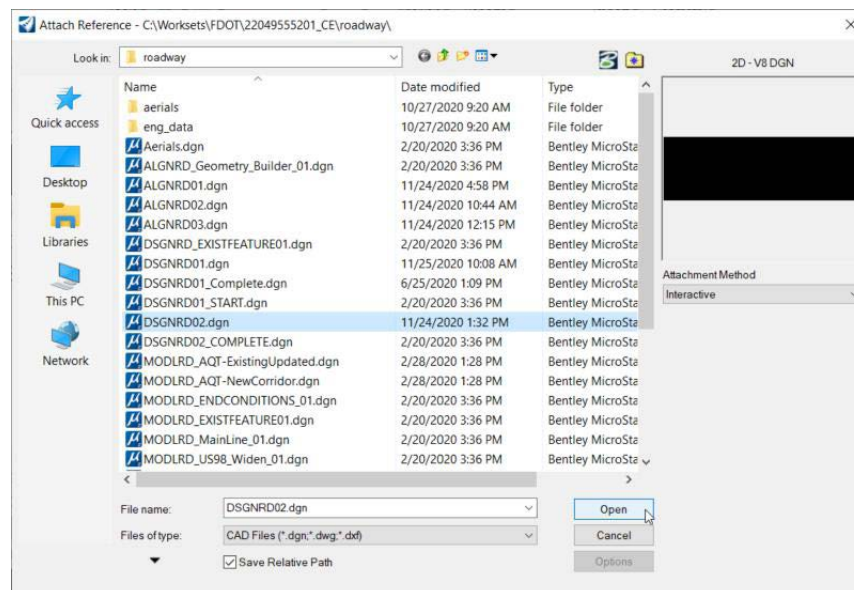 Attach Reference - C:\Worksets\FDOT\22049555201_CE\roadway\
Look in: roadway
2D - V8 DGN
Name Date modified Type
aerials 10/27/2020 9:20 AM File folder
eng_data 10/27/2020 9:20 AM File folder
Aerials.dgn 2/20/2020 3:36 PM Bentley MicroSta
ALGNRD_Geometry_Builder_01.dgn 2/20/2020 3:36 PM Bentley MicroSta
ALGNRD01.dgn 11/24/2020 4:58 PM Bentley MicroSta
ALGNRD02.dgn 11/24/2020 10:44 AM Bentley MicroSta
ALGNRD03.dgn 11/24/2020 12:15 PM Bentley MicroSta
DSGNRD_EXISTFEATURE01.dgn 2/20/2020 3:36 PM Bentley MicroSta
DSGNRD01.dgn 11/25/2020 10:08 AM Bentley MicroSta
DSGNRD01_Complete.dgn 6/25/2020 1:09 PM Bentley MicroSta
DSGNRD01_START.dgn 2/20/2020 3:36 PM Bentley MicroSta
DSGNRD02.dgn 11/24/2020 1:32 PM Bentley MicroSta
DSGNRD02_COMPLETE.dgn 2/20/2020 3:36 PM Bentley MicroSta
MODLRD_AQT-ExistingUpdated.dgn 2/28/2020 1:28 PM Bentley MicroSta
MODLRD_AQT-NewCorridor.dgn 2/28/2020 1:28 PM Bentley MicroSta
MODLRD_ENDCONDITIONS_01.dgn 2/20/2020 3:36 PM Bentley MicroSta
MODLRD_EXISTFEATURE01.dgn 2/20/2020 3:36 PM Bentley MicroSta
MODLRD_MainLine_01.dgn 2/20/2020 3:36 PM Bentley MicroSta
MODLRD_US98_Widen_01.dgn 2/20/2020 3:36 PM Bentley MicroSta
Quick access
Desktop
Libraries
This PC
Network
Attachment Method
Interactive
File name: DSGNRD02.dgn Open
Files of type: CAD Files (*.dgn;*.dwg;*.dxf) Cancel
Save Relative Path Options